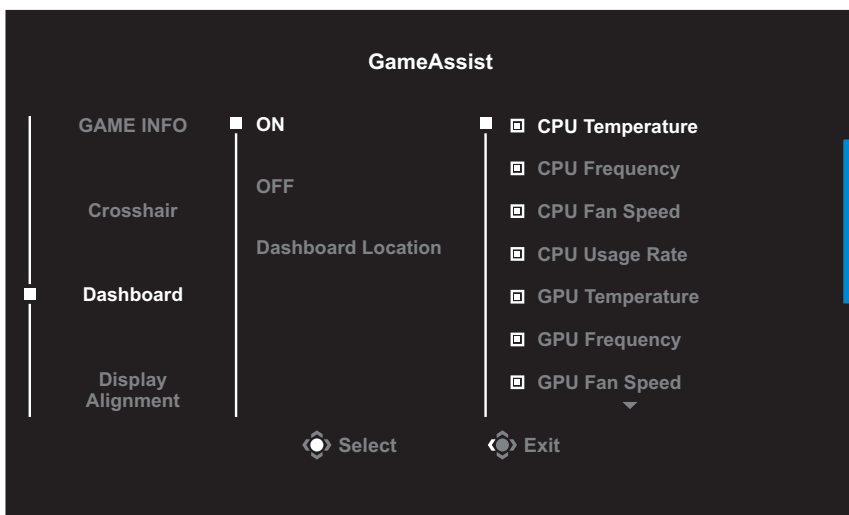 GameAssist
GAME INFO
Crosshair
Dashboard
Display
Alignment
ON
OFF
Dashboard Location
CPU Temperature
CPU Frequency
CPU Fan Speed
CPU Usage Rate
GPU Temperature
GPU Frequency
GPU Fan Speed
Select
Exit